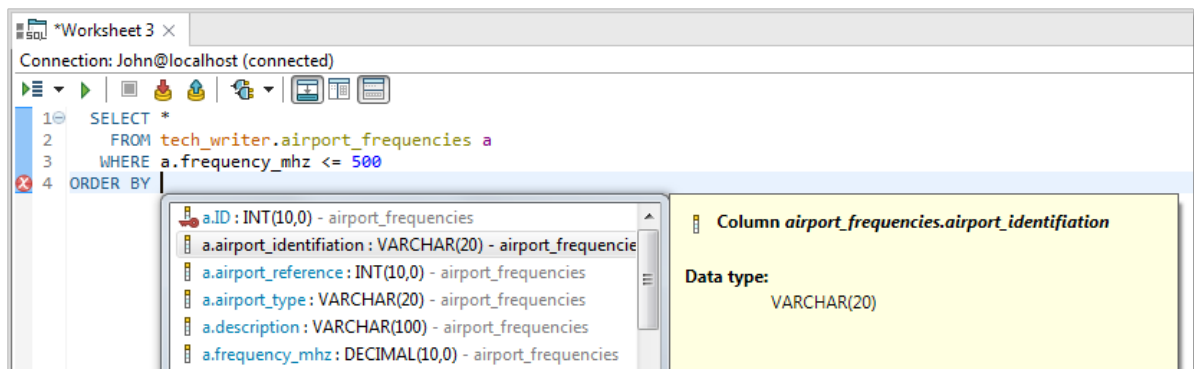 SQL *Worksheet 3
Connection: John@localhost (connected)
1 SELECT *
2 FROM tech_writer.airport_frequencies a
3 WHERE a.frequency_mhz <= 500
4 ORDER BY
a.ID : INT(10,0) - airport_frequencies
a.airport_identifiation : VARCHAR(20) - airport_frequencie
a.airport_reference : INT(10,0) - airport_frequencies
a.airport_type : VARCHAR(20) - airport_frequencies
a.description : VARCHAR(100) - airport_frequencies
a.frequency_mhz : DECIMAL(10,0) - airport_frequencies
Column airport_frequencies.airport_identifiation
Data type:
VARCHAR(20)